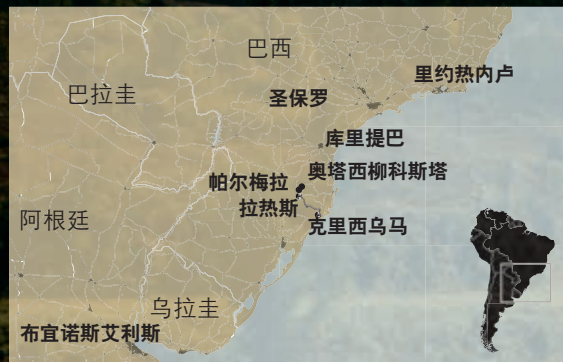 巴西
里约热内卢
巴拉圭
圣保罗
库里提巴
奥塔西柳科斯塔
帕尔梅拉
拉热斯
阿根廷
克里西乌马
乌拉圭
布宜诺斯艾利斯